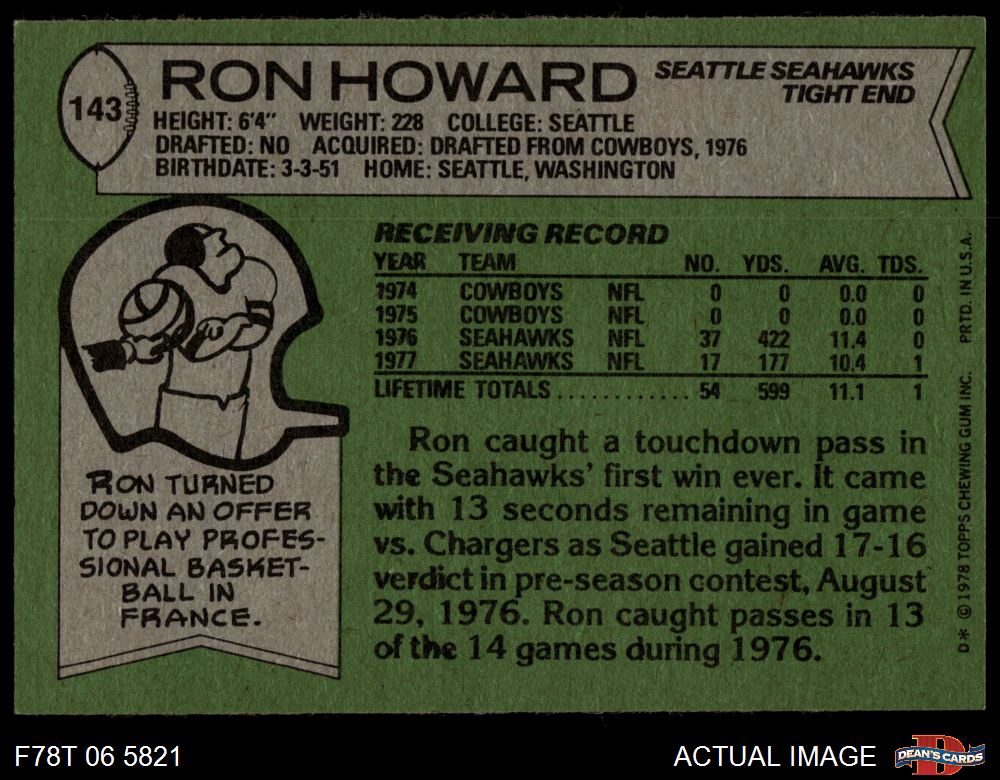 143
RON HOWARD
SEATTLE SEAHAWKS
TIGHT END
HEIGHT: 6'4" WEIGHT: 228 COLLEGE: SEATTLE
DRAFTED: NO ACQUIRED: DRAFTED FROM COWBOYS, 1976
BIRTHDATE: 3-3-51 HOME: SEATTLE, WASHINGTON
RECEIVING RECORD
YEAR TEAM NO. YDS. AVG. TDS.
1974 COWBOYS NFL 0 0 0.0 0
1975 COWBOYS NFL 0 0 0.0 0
1976 SEAHAWKS NFL 37 422 11.4 0
1977 SEAHAWKS NFL 17 177 10.4 1
LIFETIME TOTALS ............ 54 599 11.1 1
Ron caught a touchdown pass in
the Seahawks' first win ever. It came
with 13 seconds remaining in game
vs. Chargers as Seattle gained 17-16
verdict in pre-season contest, August
29, 1976. Ron caught passes in 13
of the 14 games during 1976.
RON TURNED
DOWN AN OFFER
TO PLAY PROFES-
SIONAL BASKET-
BALL IN
FRANCE.
D* © 1978 TOPPS CHEWING GUM INC. PRTD. IN U.S.A.
F78T 06 5821
ACTUAL IMAGE
D
DEAN'S CARDS